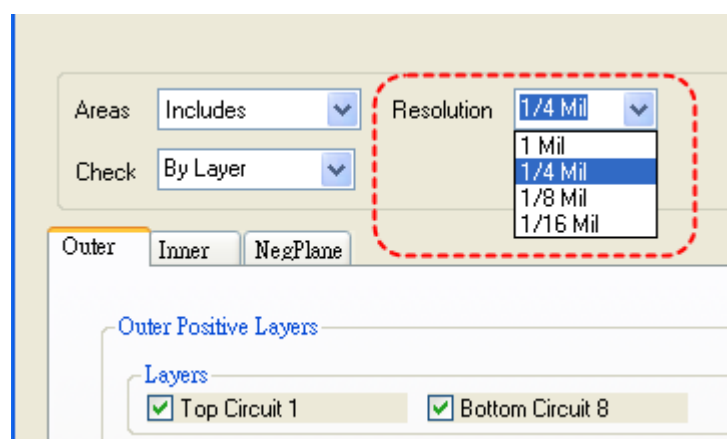 Areas Includes Resolution 1/4 Mil
1 Mil
Check By Layer 1/4 Mil
1/8 Mil
1/16 Mil
Outer Inner NegPlane
Outer Positive Layers
Layers
Top Circuit 1 Bottom Circuit 8